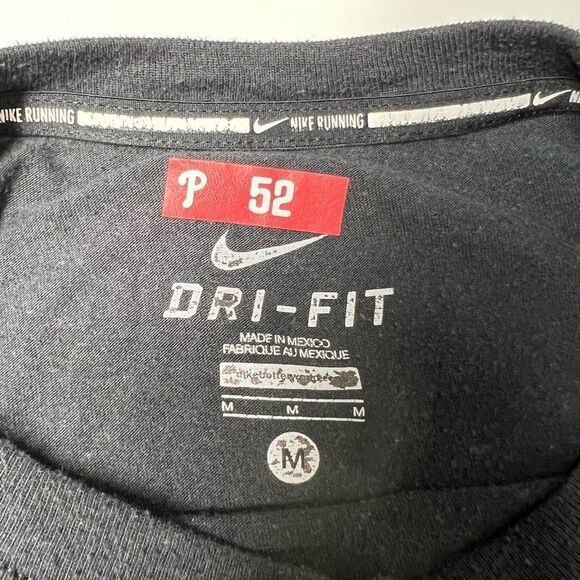 NIKE RUNNING NIKE RUNNING
P 52
DRI-FIT
MADE IN MEXICO
FABRIQUE AU MEXIQUE
M M M
M